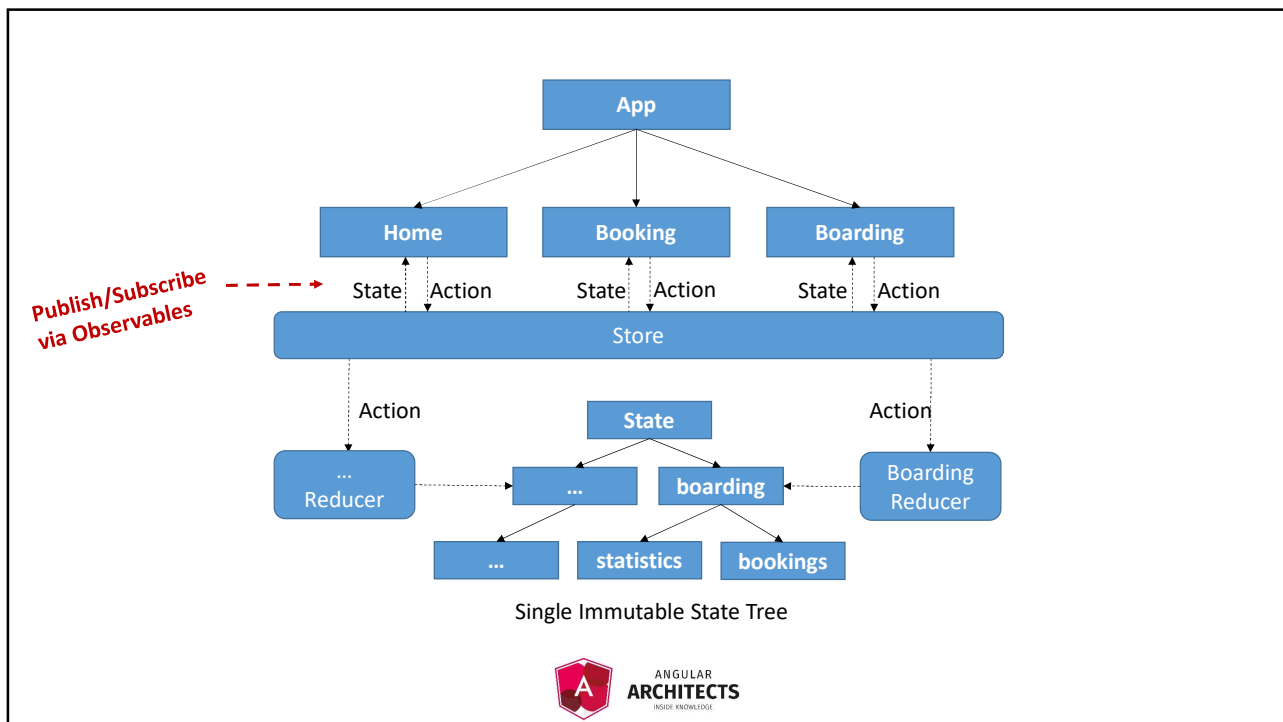 App
Home
Booking
Boarding
Publish/Subscribe
via Observables
State
Action
State
Action
State
Action
Store
Action
Action
State
...
Reducer
...
boarding
Boarding
Reducer
...
statistics
bookings
Single Immutable State Tree
A
ANGULAR
ARCHITECTS
INSIDE KNOWLEDGE